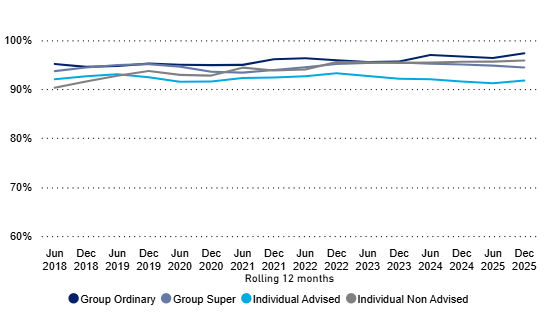 100%
90%
80%
70%
60%
Jun Dec Jun Dec Jun Dec Jun Dec Jun Dec Jun Dec Jun Dec Jun Dec
2018 2018 2019 2019 2020 2020 2021 2021 2022 2022 2023 2023 2024 2024 2025 2025
Rolling 12 months
Group Ordinary Group Super Individual Advised Individual Non Advised